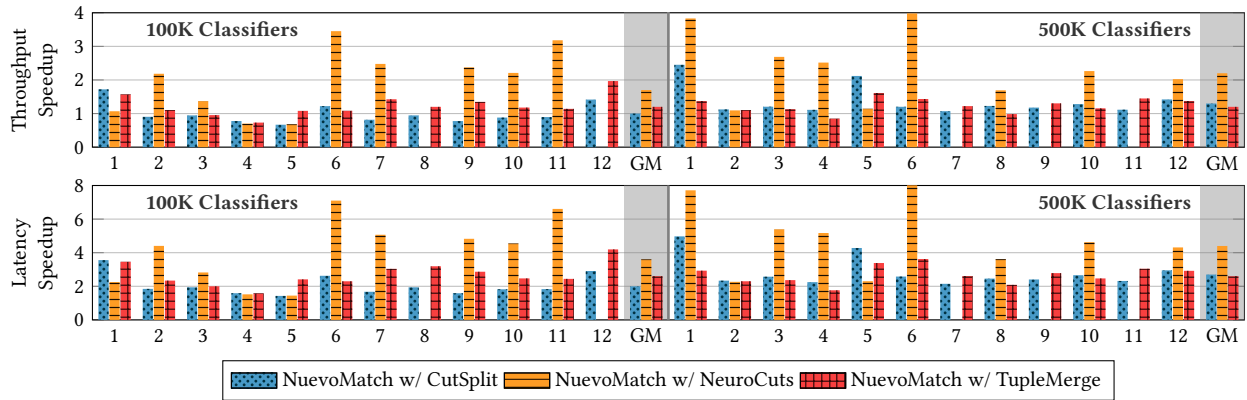 Throughput
Speedup
4
3
2
1
0
100K Classifiers
500K Classifiers
1 2 3 4 5 6 7 8 9 10 11 12 GM 1 2 3 4 5 6 7 8 9 10 11 12 GM
Latency
Speedup
8
6
4
2
0
100K Classifiers
500K Classifiers
1 2 3 4 5 6 7 8 9 10 11 12 GM 1 2 3 4 5 6 7 8 9 10 11 12 GM
NuevoMatch w/ CutSplit NuevoMatch w/ NeuroCuts NuevoMatch w/ TupleMerge